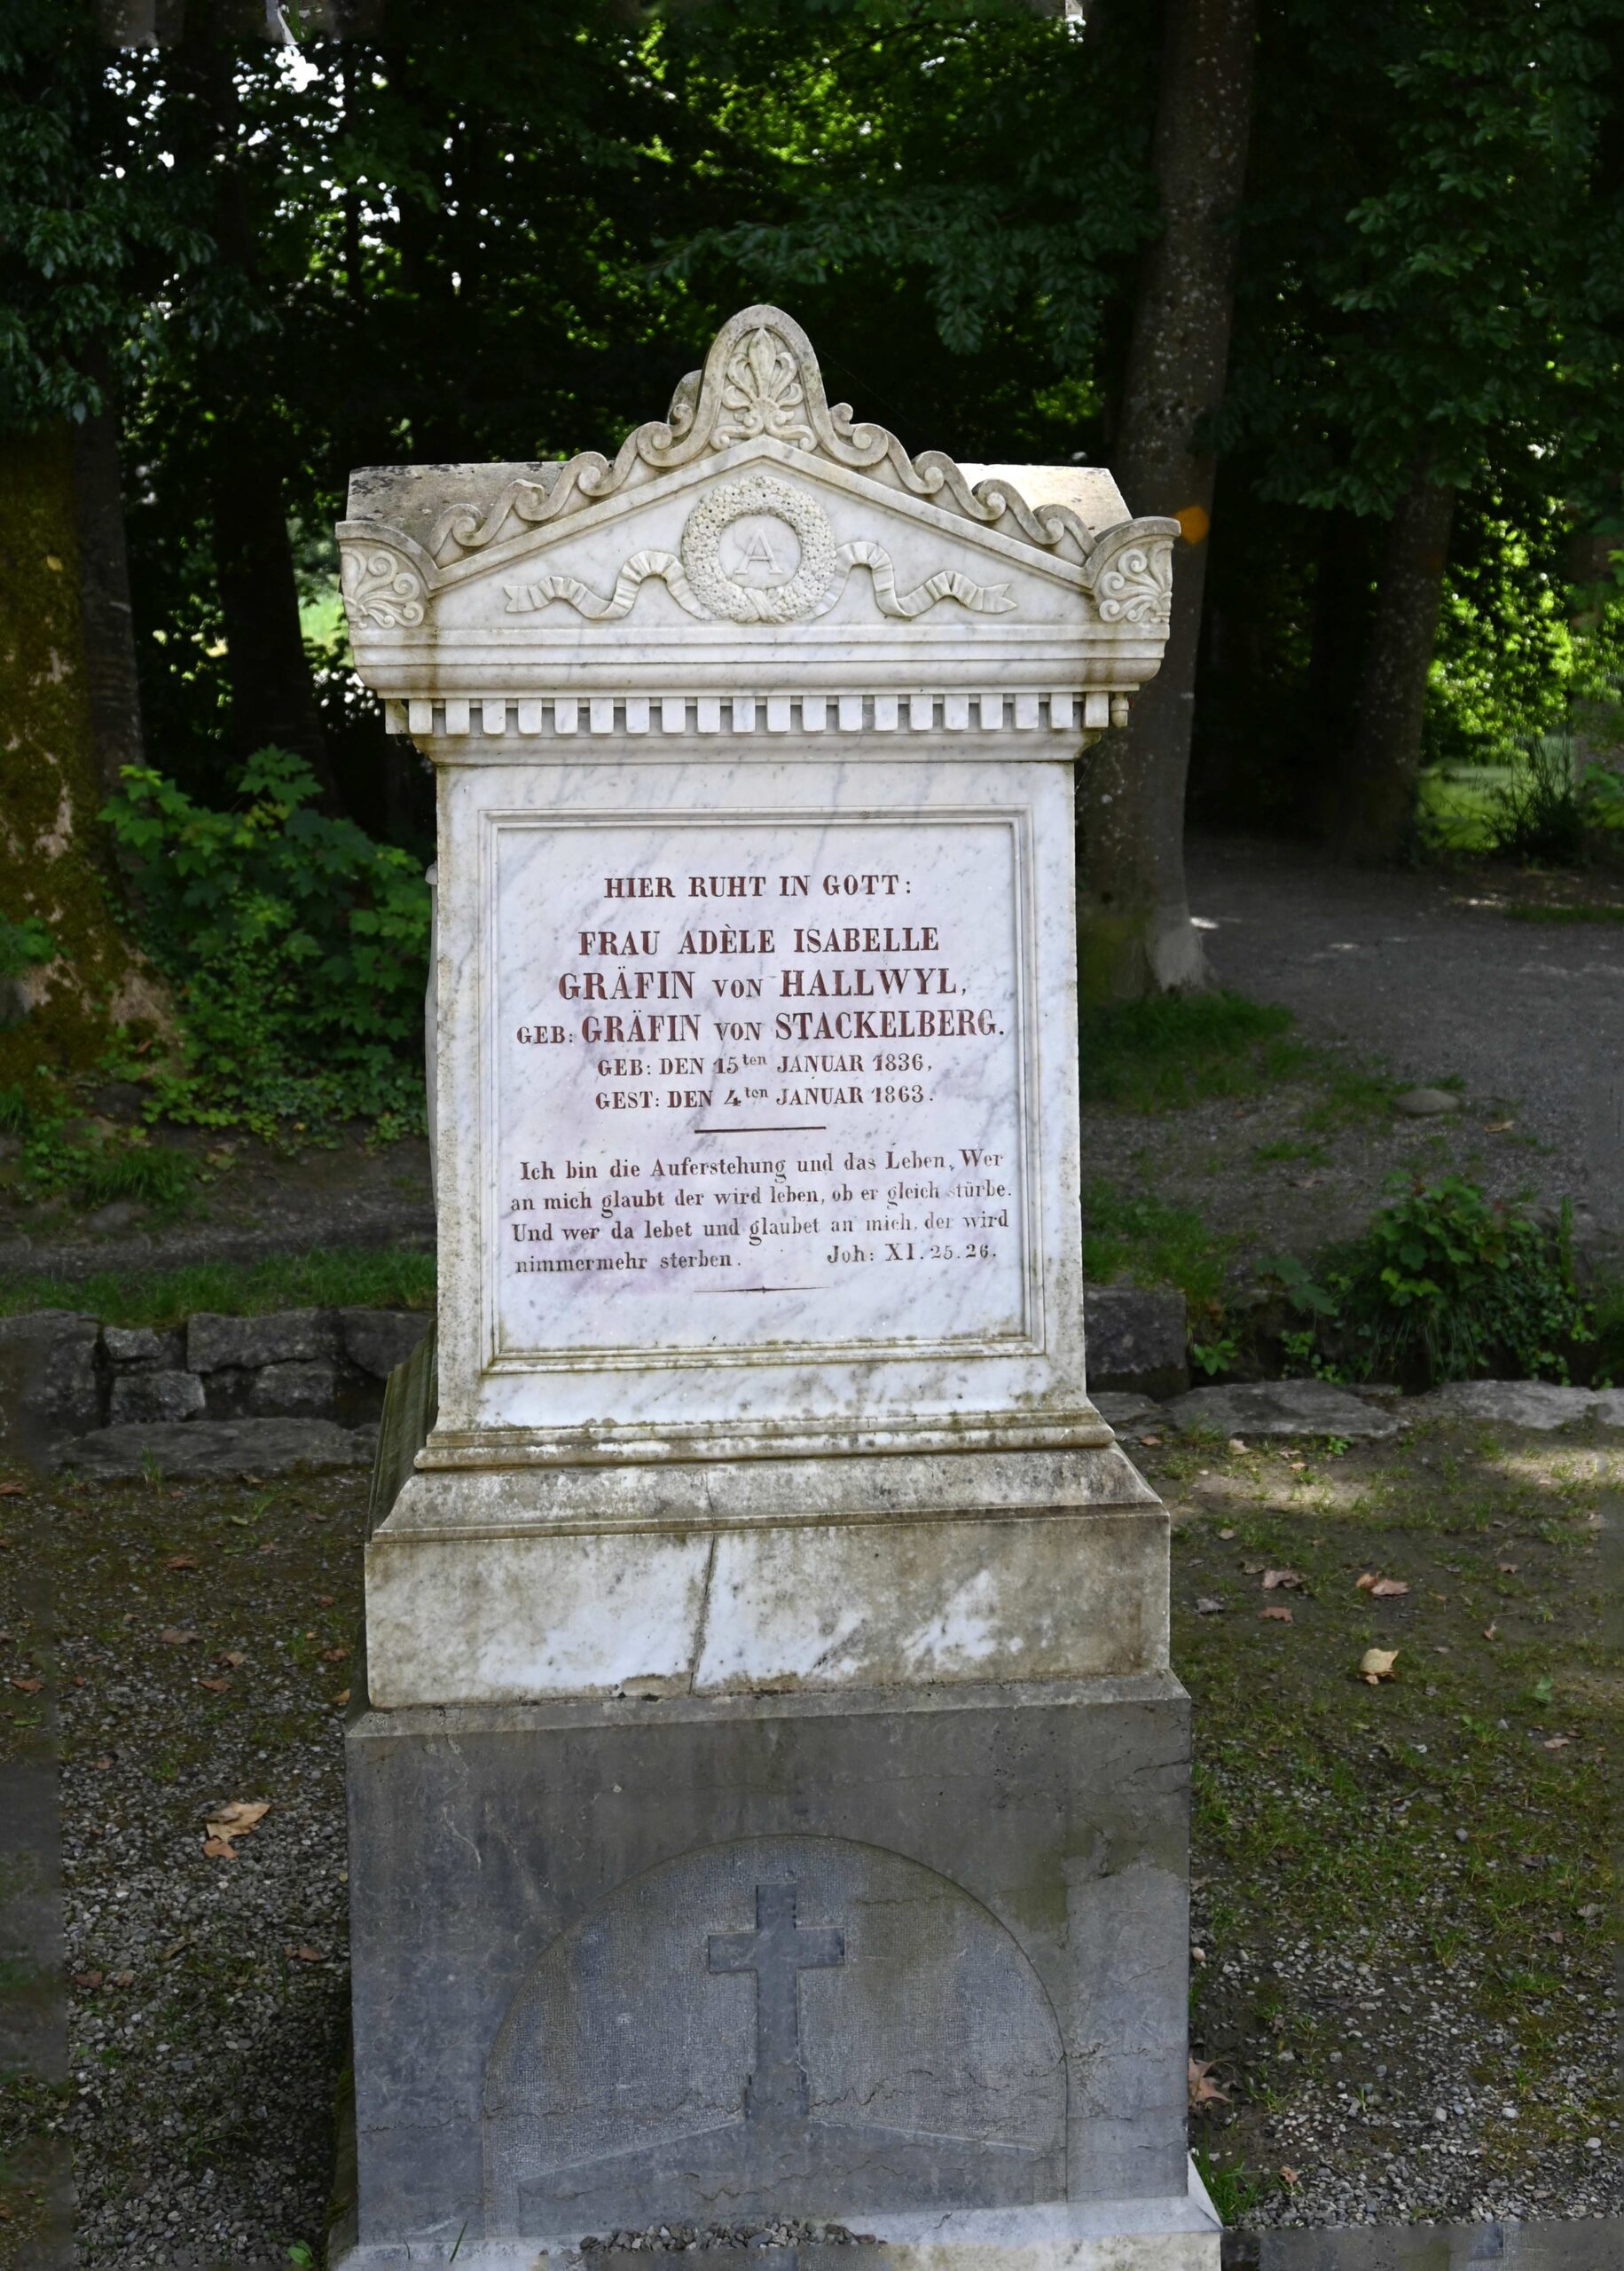 A
HIER RUHT IN GOTT:
FRAU ADÈLE ISABELLE
GRÄFIN VON HALLWYL,
GEB: GRÄFIN VON STACKELBERG.
GEB: DEN 15ten JANUAR 1836,
GEST: DEN 4ten JANUAR 1863.
Ich bin die Auferstehung und das Leben, Wer
an mich glaubt der wird leben, ob er gleich stürbe.
Und wer da lebet und glaubet an mich, der wird
nimmermehr sterben. Joh: XI. 25. 26.